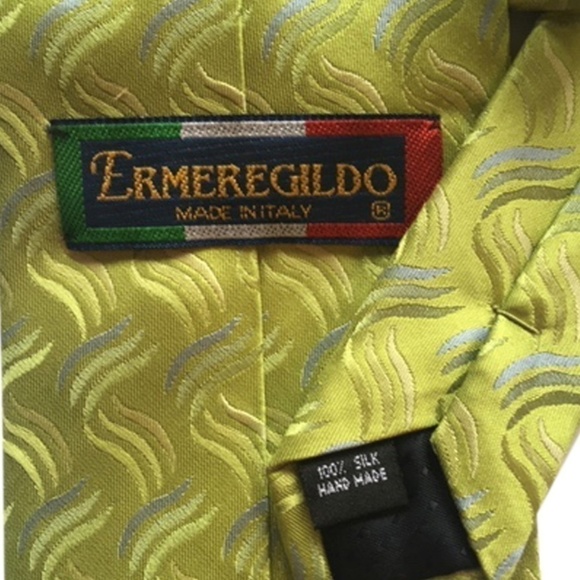 ERMEREGILDO
MADE IN ITALY ®
100% SILK
HAND MADE